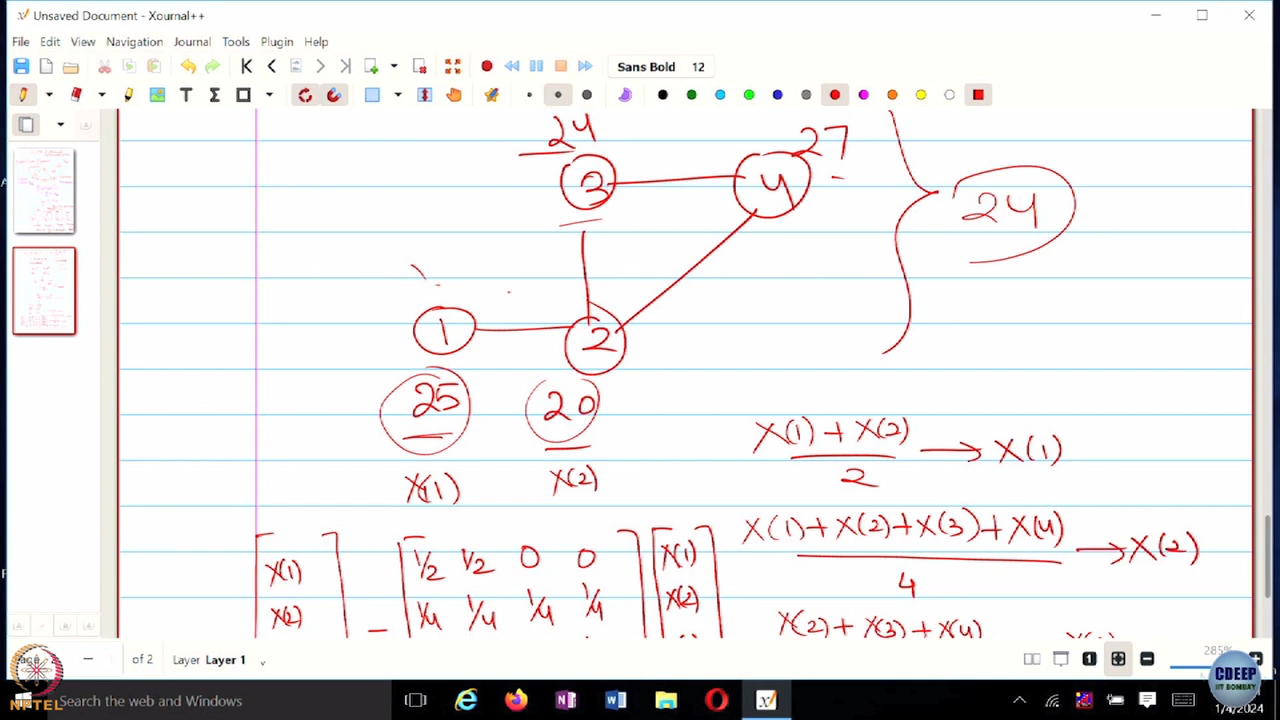 Unsaved Document - Xournal++
File Edit View Navigation Journal Tools Plugin Help
Sans Bold 12
24
27
3
4
24
1
2
25
20
X(1)
X(2)
X(1) + X(2)
2
→ X(1)
X(1) + X(2) + X(3) + X(4)
4
→ X(2)
X(2) + X(3) + X(4)
X(1)
X(2)
=
1/2 1/2 0 0
1/4 1/4 1/4 1/4
X(1)
X(2)
of 2
Layer Layer 1
285%
NPTEL
Search the web and Windows
CDEEP
IIT BOMBAY
1/4/2024